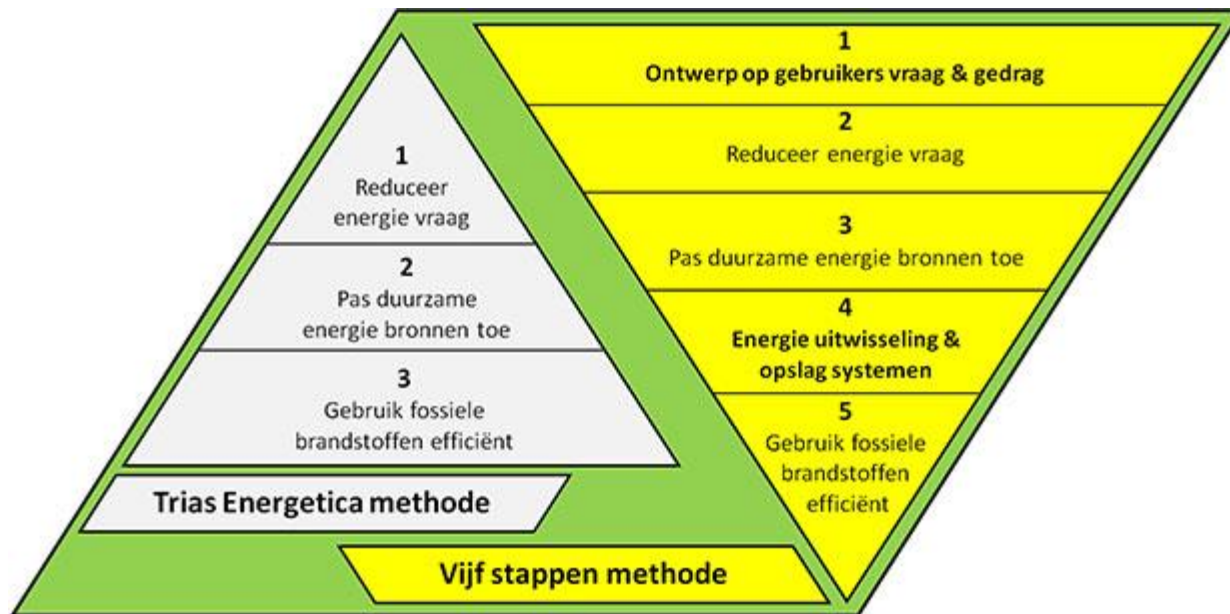 1
Reduceer
energie vraag
2
Pas duurzame
energie bronnen toe
3
Gebruik fossiele
brandstoffen efficiënt
Trias Energetica methode
1
Ontwerp op gebruikers vraag & gedrag
2
Reduceer energie vraag
3
Pas duurzame energie bronnen toe
4
Energie uitwisseling &
opslag systemen
5
Gebruik fossiele
brandstoffen
efficiënt
Vijf stappen methode